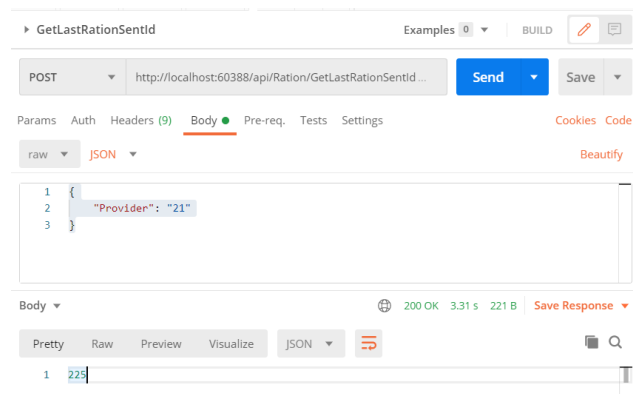 GetLastRationSentId Examples 0 BUILD
POST http://localhost:60388/api/Ration/GetLastRationSentId ... Send Save
Params Auth Headers (9) Body Pre-req. Tests Settings Cookies Code
raw JSON Beautify
1 {
2 "Provider": "21"
3 }
Body 200 OK 3.31 s 221 B Save Response
Pretty Raw Preview Visualize JSON
1 225